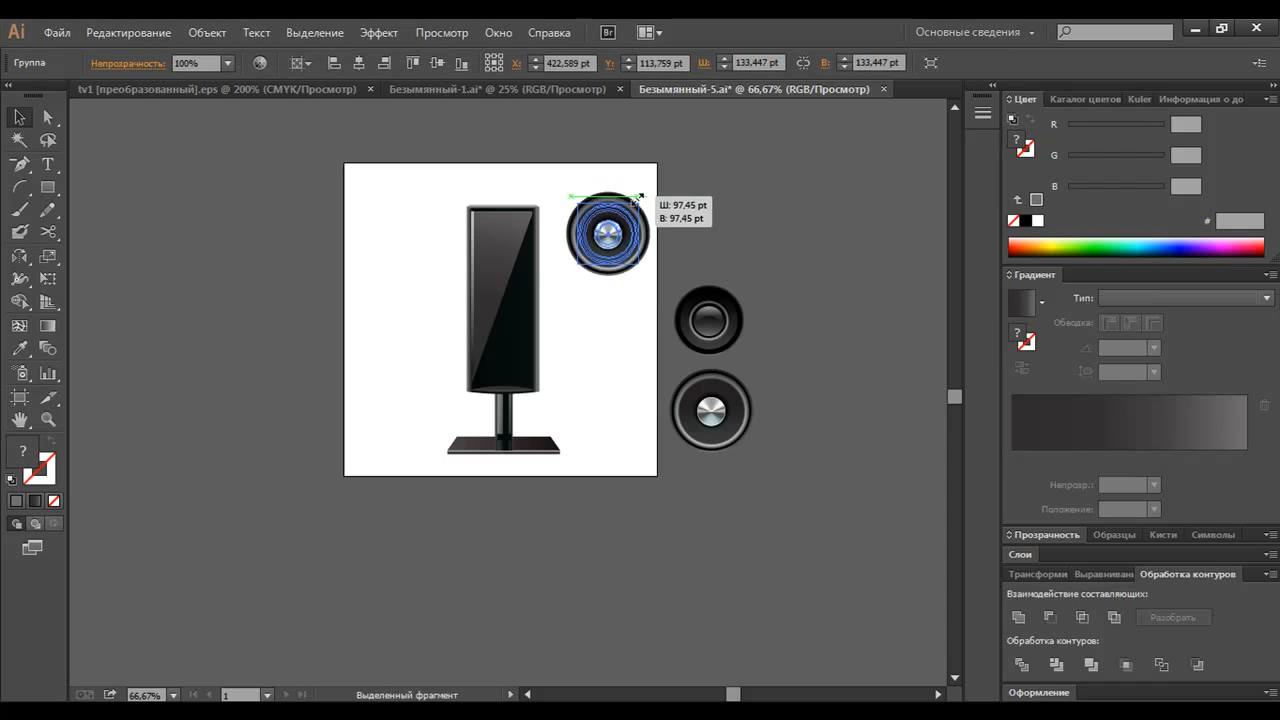 Ai Файл Редактирование Объект Текст Выделение Эффект Просмотр Окно Справка Br Основные сведения
Группа Непрозрачность: 100% X: 422,589 pt Y: 113,759 pt Ш: 133,447 pt В: 133,447 pt
tv1 [преобразованный].eps @ 200% (CMYK/Просмотр) Безымянный-1.ai* @ 25% (RGB/Просмотр) Безымянный-5.ai* @ 66,67% (RGB/Просмотр)
Цвет Каталог цветов Kuler Информация о до
R
G
B
#
Ш: 97,45 pt
В: 97,45 pt
Градиент
Тип:
Обводка:
Непрозр.:
Положение:
Прозрачность Образцы Кисти Символы
Слои
Трансформи Выравниван Обработка контуров
Взаимодействие составляющих:
Разобрать
Обработка контуров:
Оформление
66,67% 1 Выделенный фрагмент